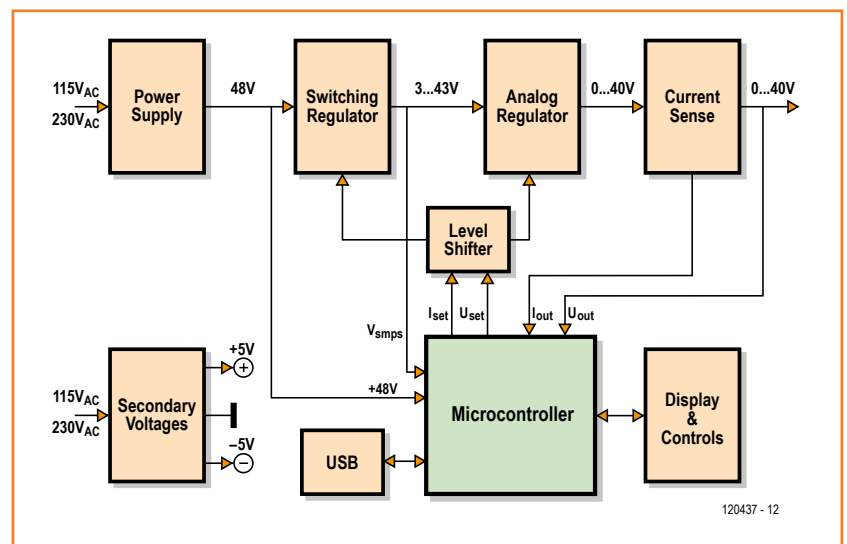 115VAC
230VAC
Power
Supply
48V
Switching
Regulator
3...43V
Analog
Regulator
0...40V
Current
Sense
0...40V
Level
Shifter
Iset
Uset
Iout
Uout
Vsmps
+48V
Microcontroller
115VAC
230VAC
Secondary
Voltages
+5V
+
–5V
–
USB
Display
&
Controls
120437 - 12